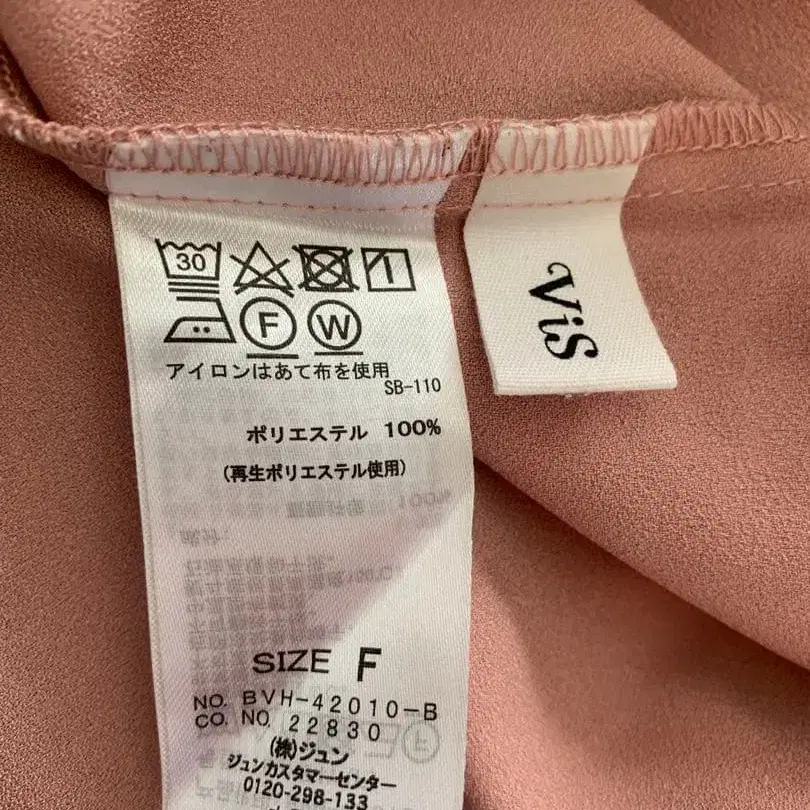 30
F W
アイロンはあて布を使用
SB-110
ポリエステル 100%
(再生ポリエステル使用)
SIZE F
NO. BVH-42010-B
CO. NO. 22830
(株)ジュン
ジュンカスタマーセンター
0120-298-133
ViS